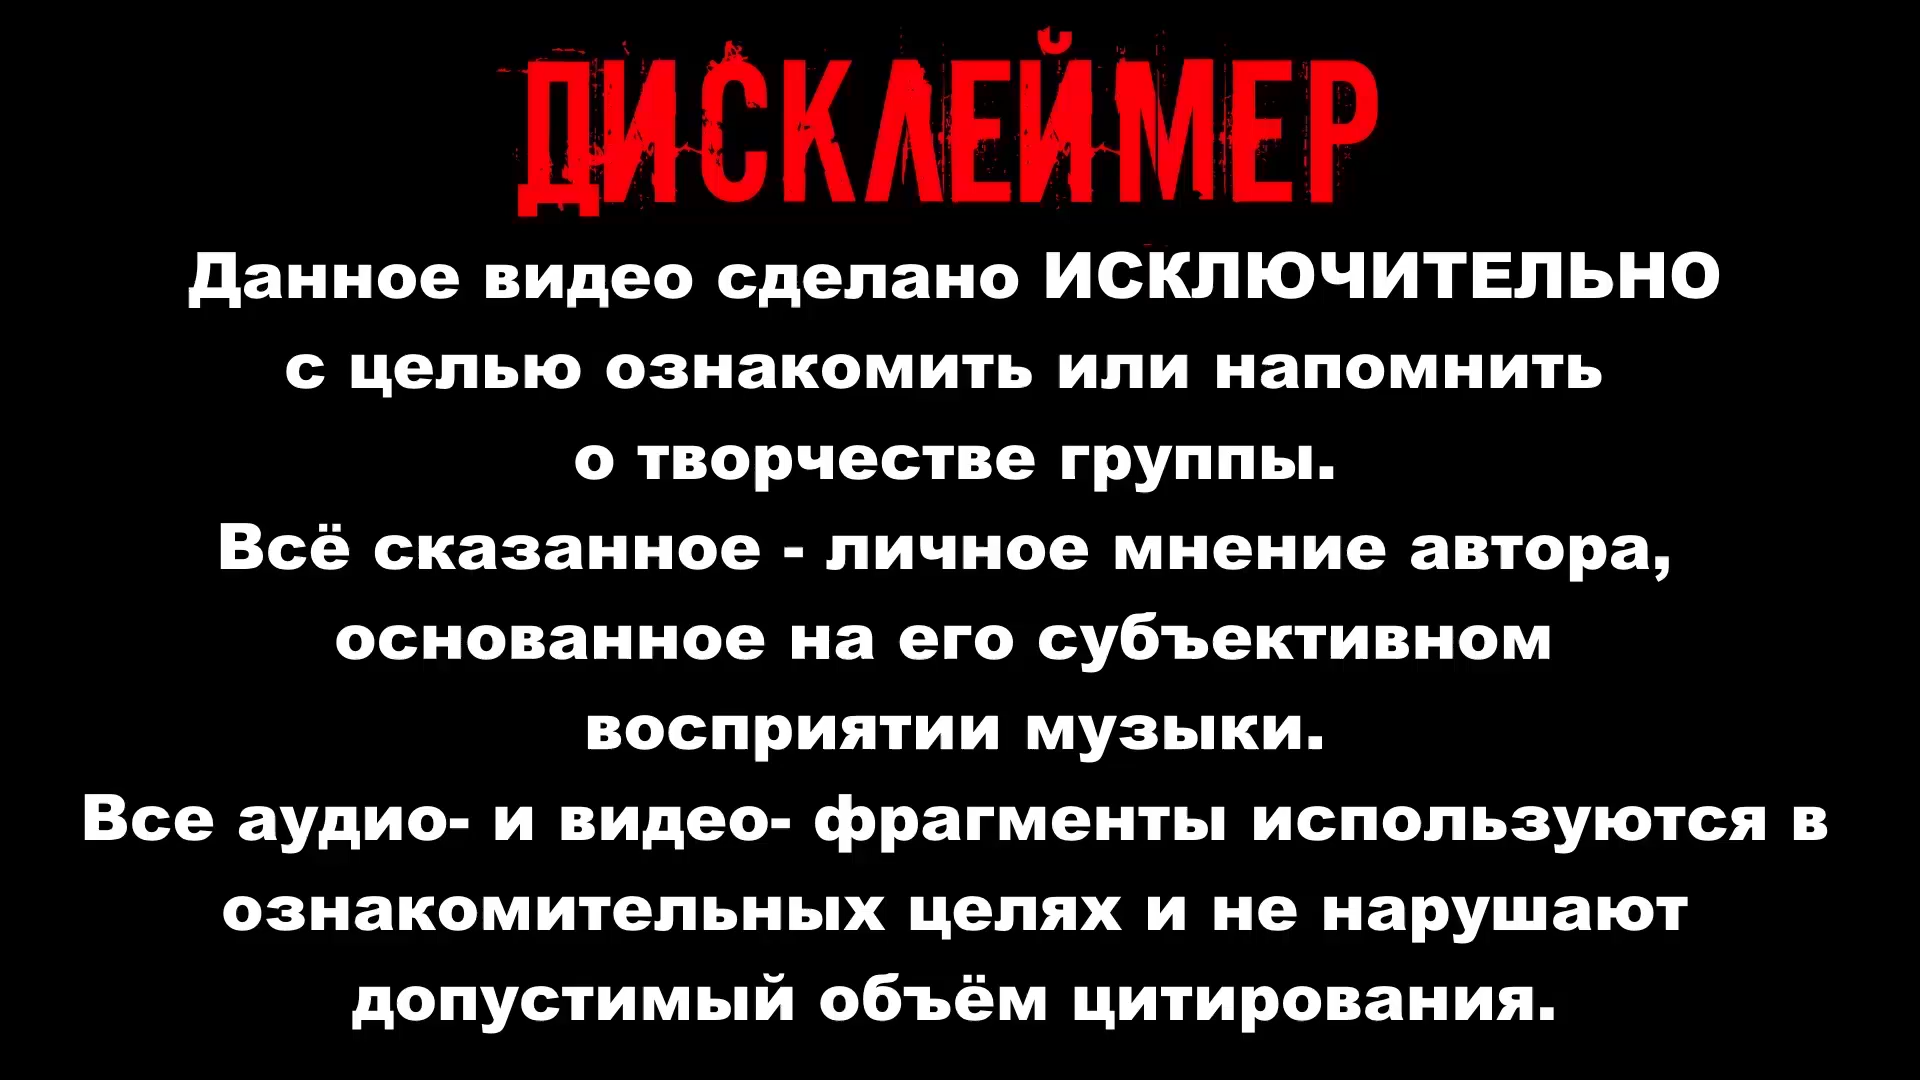 ДИСКЛЕЙМЕР
Данное видео сделано ИСКЛЮЧИТЕЛЬНО
с целью ознакомить или напомнить
о творчестве группы.
Всё сказанное - личное мнение автора,
основанное на его субъективном
восприятии музыки.
Все аудио- и видео- фрагменты используются в
ознакомительных целях и не нарушают
допустимый объём цитирования.